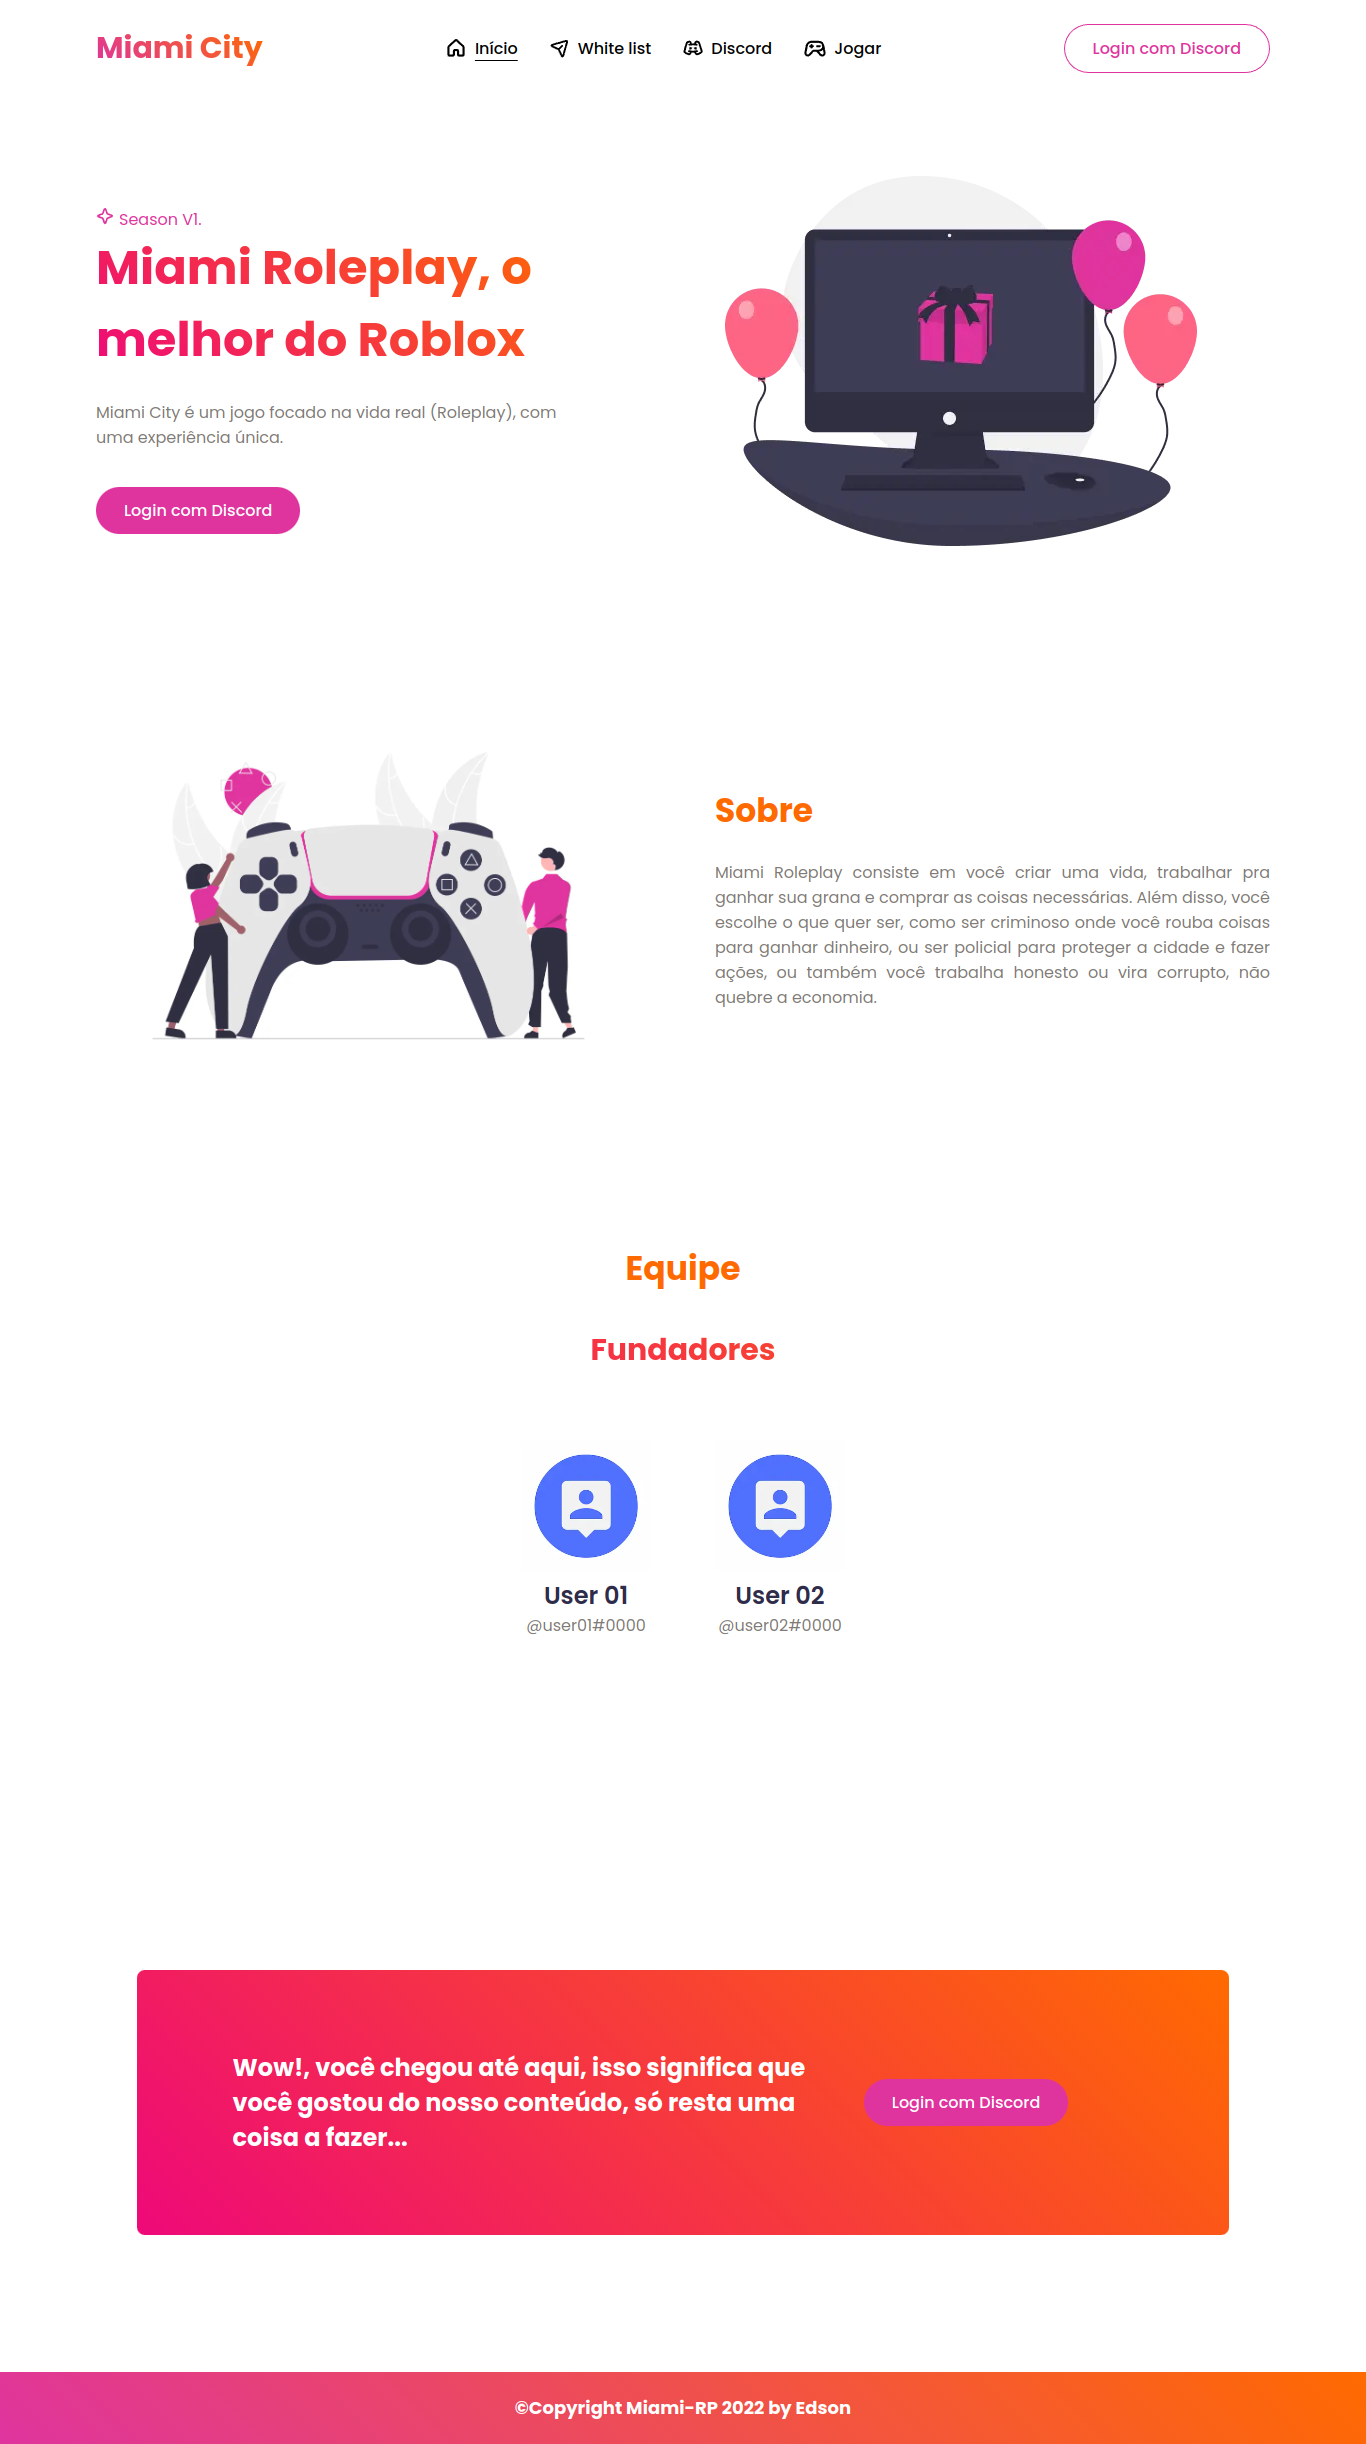 Miami City
Início
White list
Discord
Jogar
Login com Discord
Season V1.
Miami Roleplay, o
melhor do Roblox
Miami City é um jogo focado na vida real (Roleplay), com
uma experiência única.
Login com Discord
Sobre
Miami Roleplay consiste em você criar uma vida, trabalhar pra
ganhar sua grana e comprar as coisas necessárias. Além disso, você
escolhe o que quer ser, como ser criminoso onde você rouba coisas
para ganhar dinheiro, ou ser policial para proteger a cidade e fazer
ações, ou também você trabalha honesto ou vira corrupto, não
quebre a economia.
Equipe
Fundadores
User 01
@user01#0000
User 02
@user02#0000
Wow!, você chegou até aqui, isso significa que
você gostou do nosso conteúdo, só resta uma
coisa a fazer...
Login com Discord
©Copyright Miami-RP 2022 by Edson